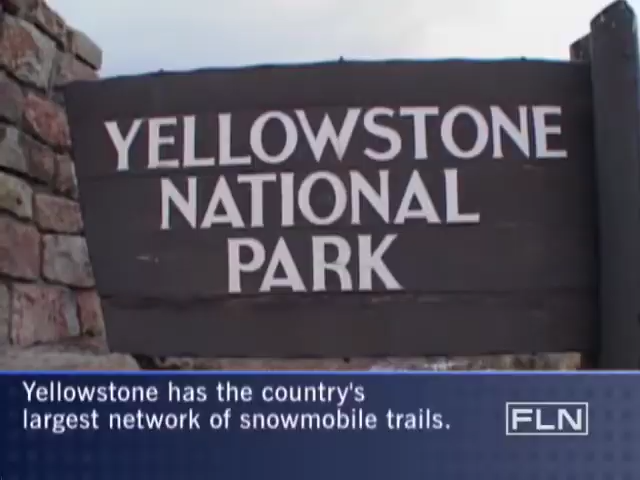 YELLOWSTONE
NATIONAL
PARK
Yellowstone has the country's
largest network of snowmobile trails.
FLN